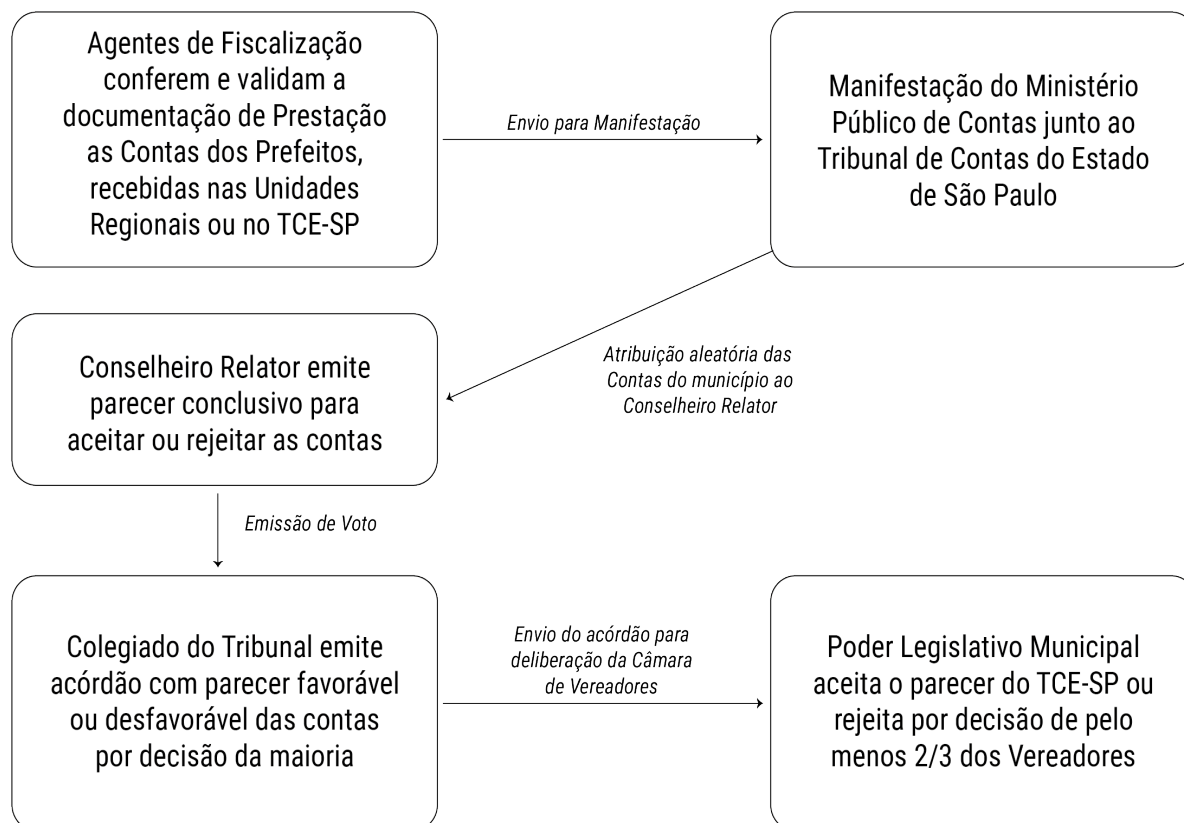 Agentes de Fiscalização
conferem e validam a
documentação de Prestação
as Contas dos Prefeitos,
recebidas nas Unidades
Regionais ou no TCE-SP
Envio para Manifestação
Manifestação do Ministério
Público de Contas junto ao
Tribunal de Contas do Estado
de São Paulo
Atribuição aleatória das
Contas do município ao
Conselheiro Relator
Conselheiro Relator emite
parecer conclusivo para
aceitar ou rejeitar as contas
Emissão de Voto
Colegiado do Tribunal emite
acórdão com parecer favorável
ou desfavorável das contas
por decisão da maioria
Envio do acórdão para
deliberação da Câmara
de Vereadores
Poder Legislativo Municipal
aceita o parecer do TCE-SP ou
rejeita por decisão de pelo
menos 2/3 dos Vereadores